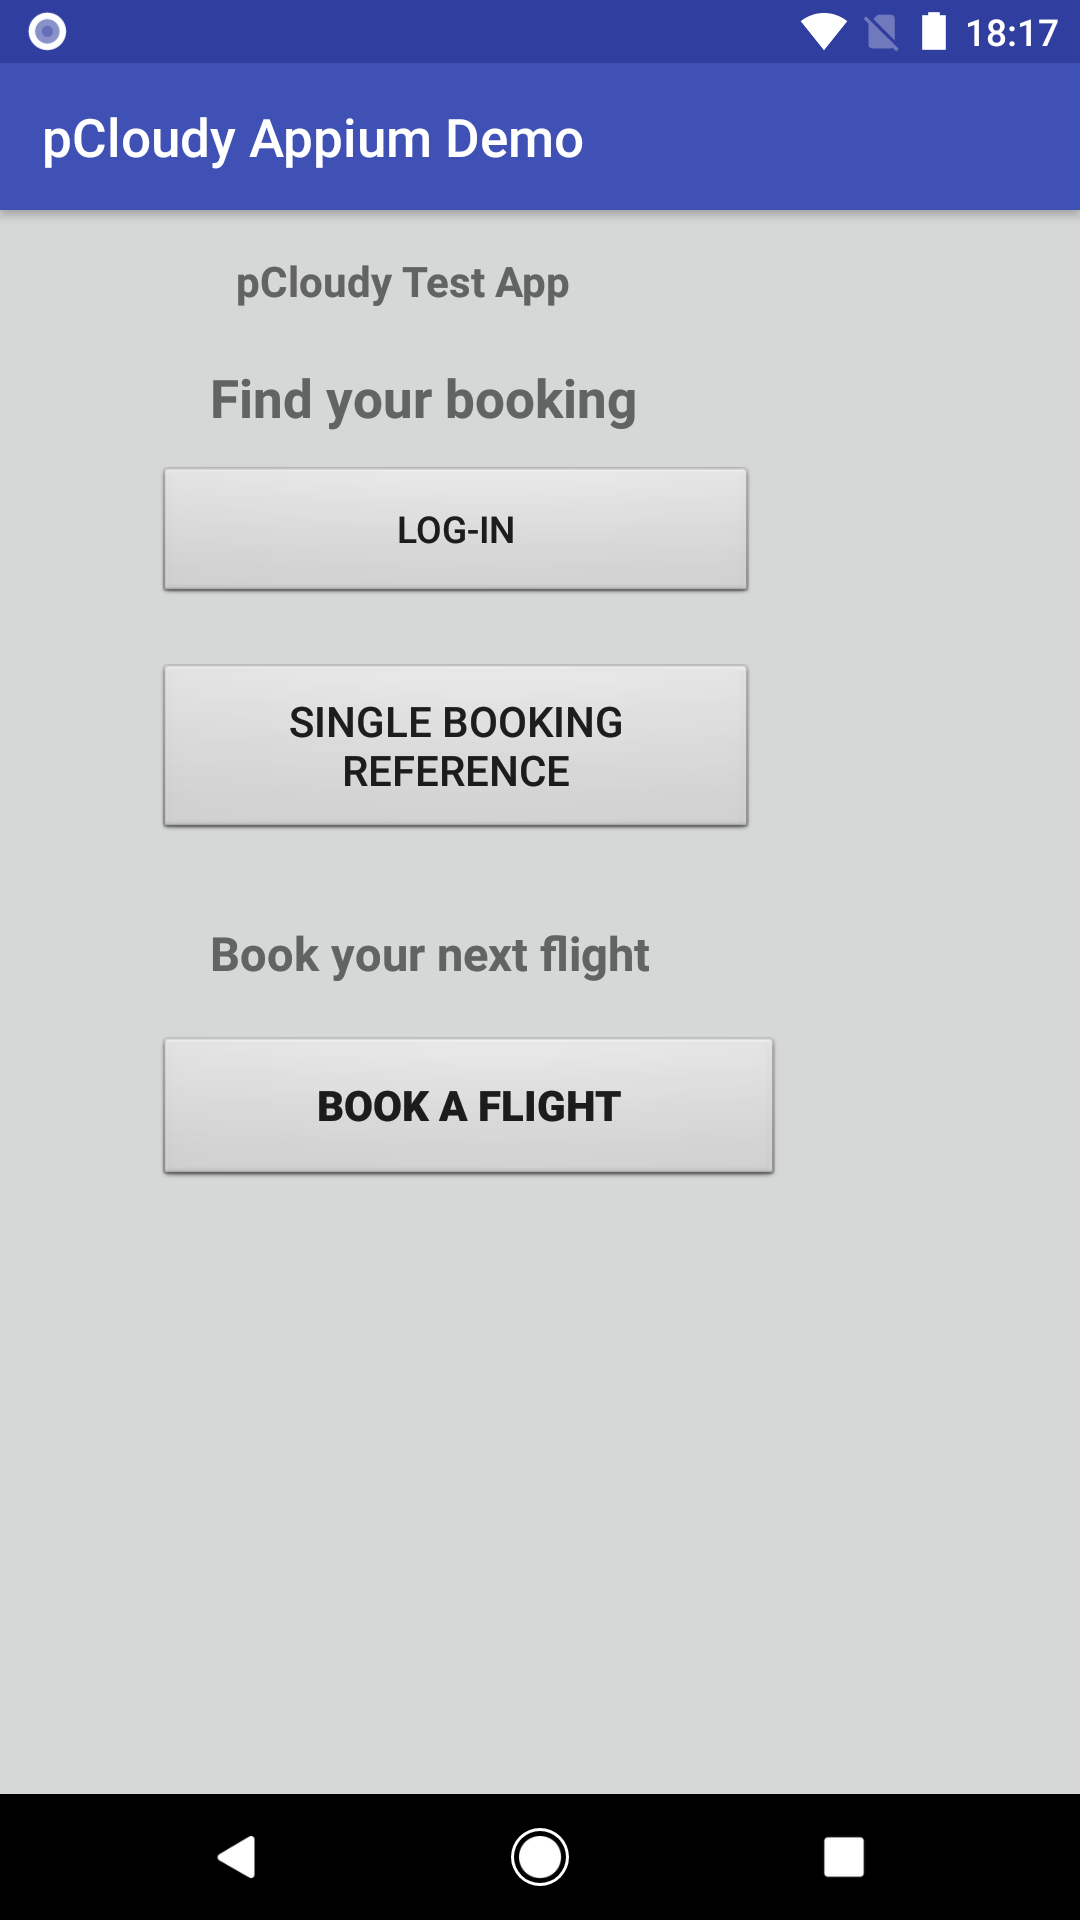 18:17
pCloudy Appium Demo
pCloudy Test App
Find your booking
LOG-IN
SINGLE BOOKING
REFERENCE
Book your next flight
BOOK A FLIGHT